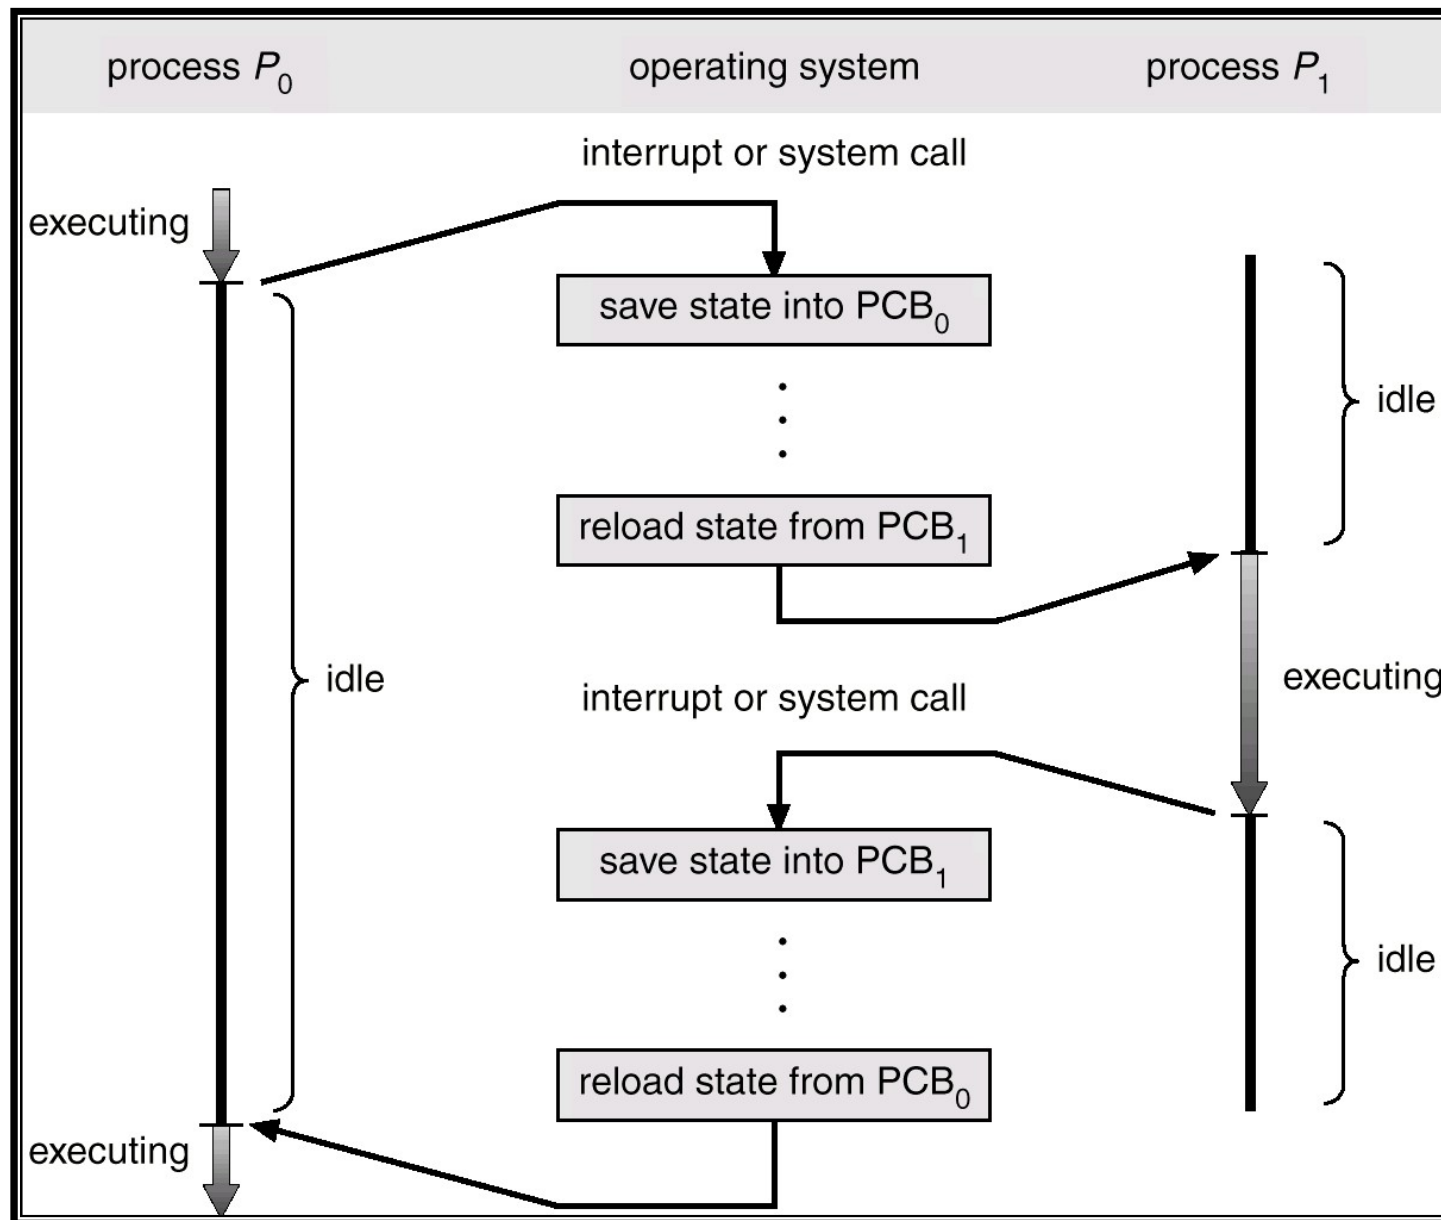 process P0
operating system
process P1
interrupt or system call
executing
save state into PCB0
idle
reload state from PCB1
idle
interrupt or system call
executing
save state into PCB1
idle
reload state from PCB0
executing